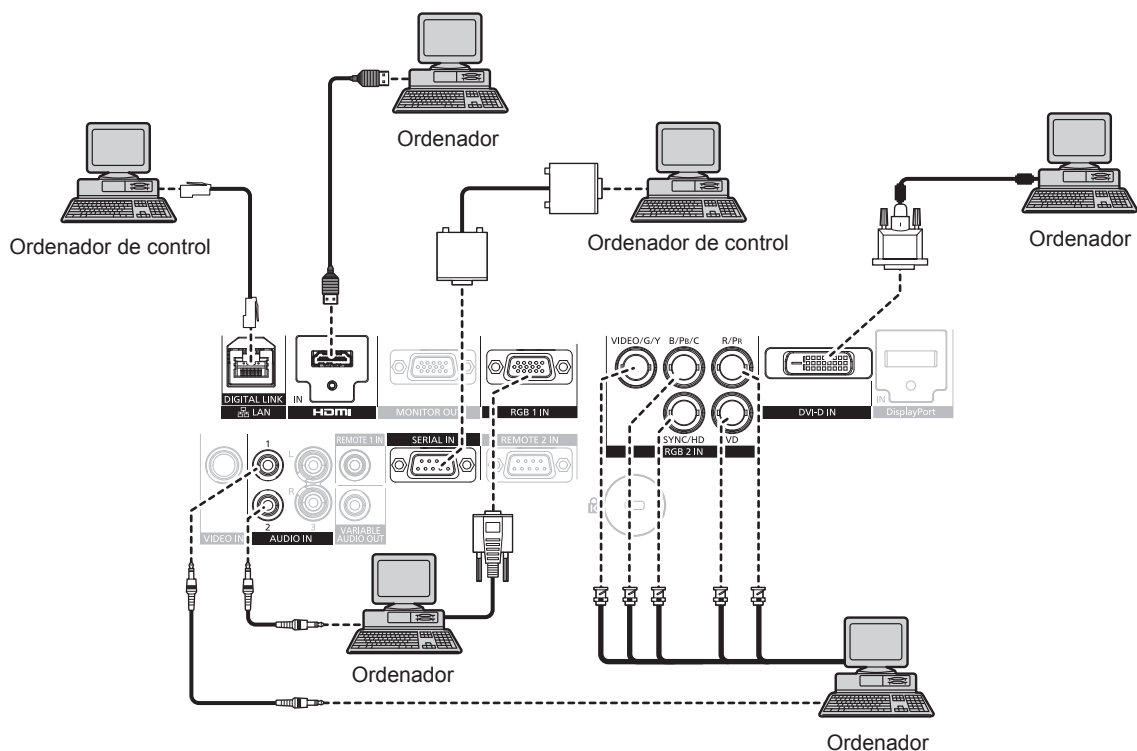 Ordenador
Ordenador de control
Ordenador de control
Ordenador
VIDEO/G/Y B/PB/C R/PR
DIGITAL LINK
LAN
IN
HDMI
MONITOR OUT
RGB 1 IN
SYNC/HD VD
RGB 2 IN
DVI-D IN
IN
DisplayPort
1
L
REMOTE 1 IN
SERIAL IN
REMOTE 2 IN
R
2
3
VIDEO IN
AUDIO IN
VARIABLE
AUDIO OUT
Ordenador
Ordenador